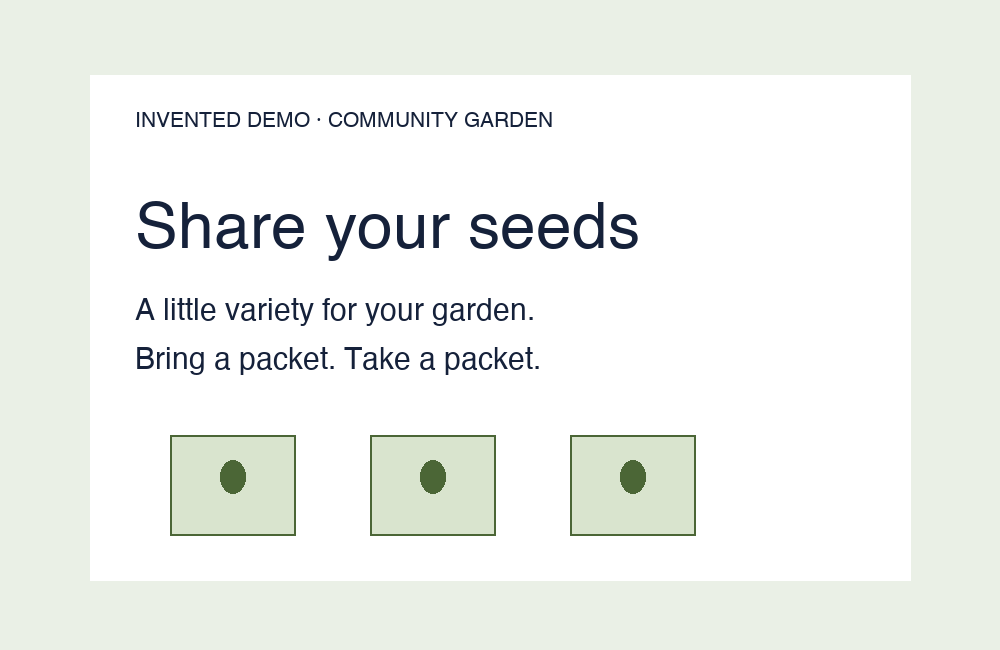 INVENTED DEMO · COMMUNITY GARDEN
Share your seeds
A little variety for your garden.
Bring a packet. Take a packet.